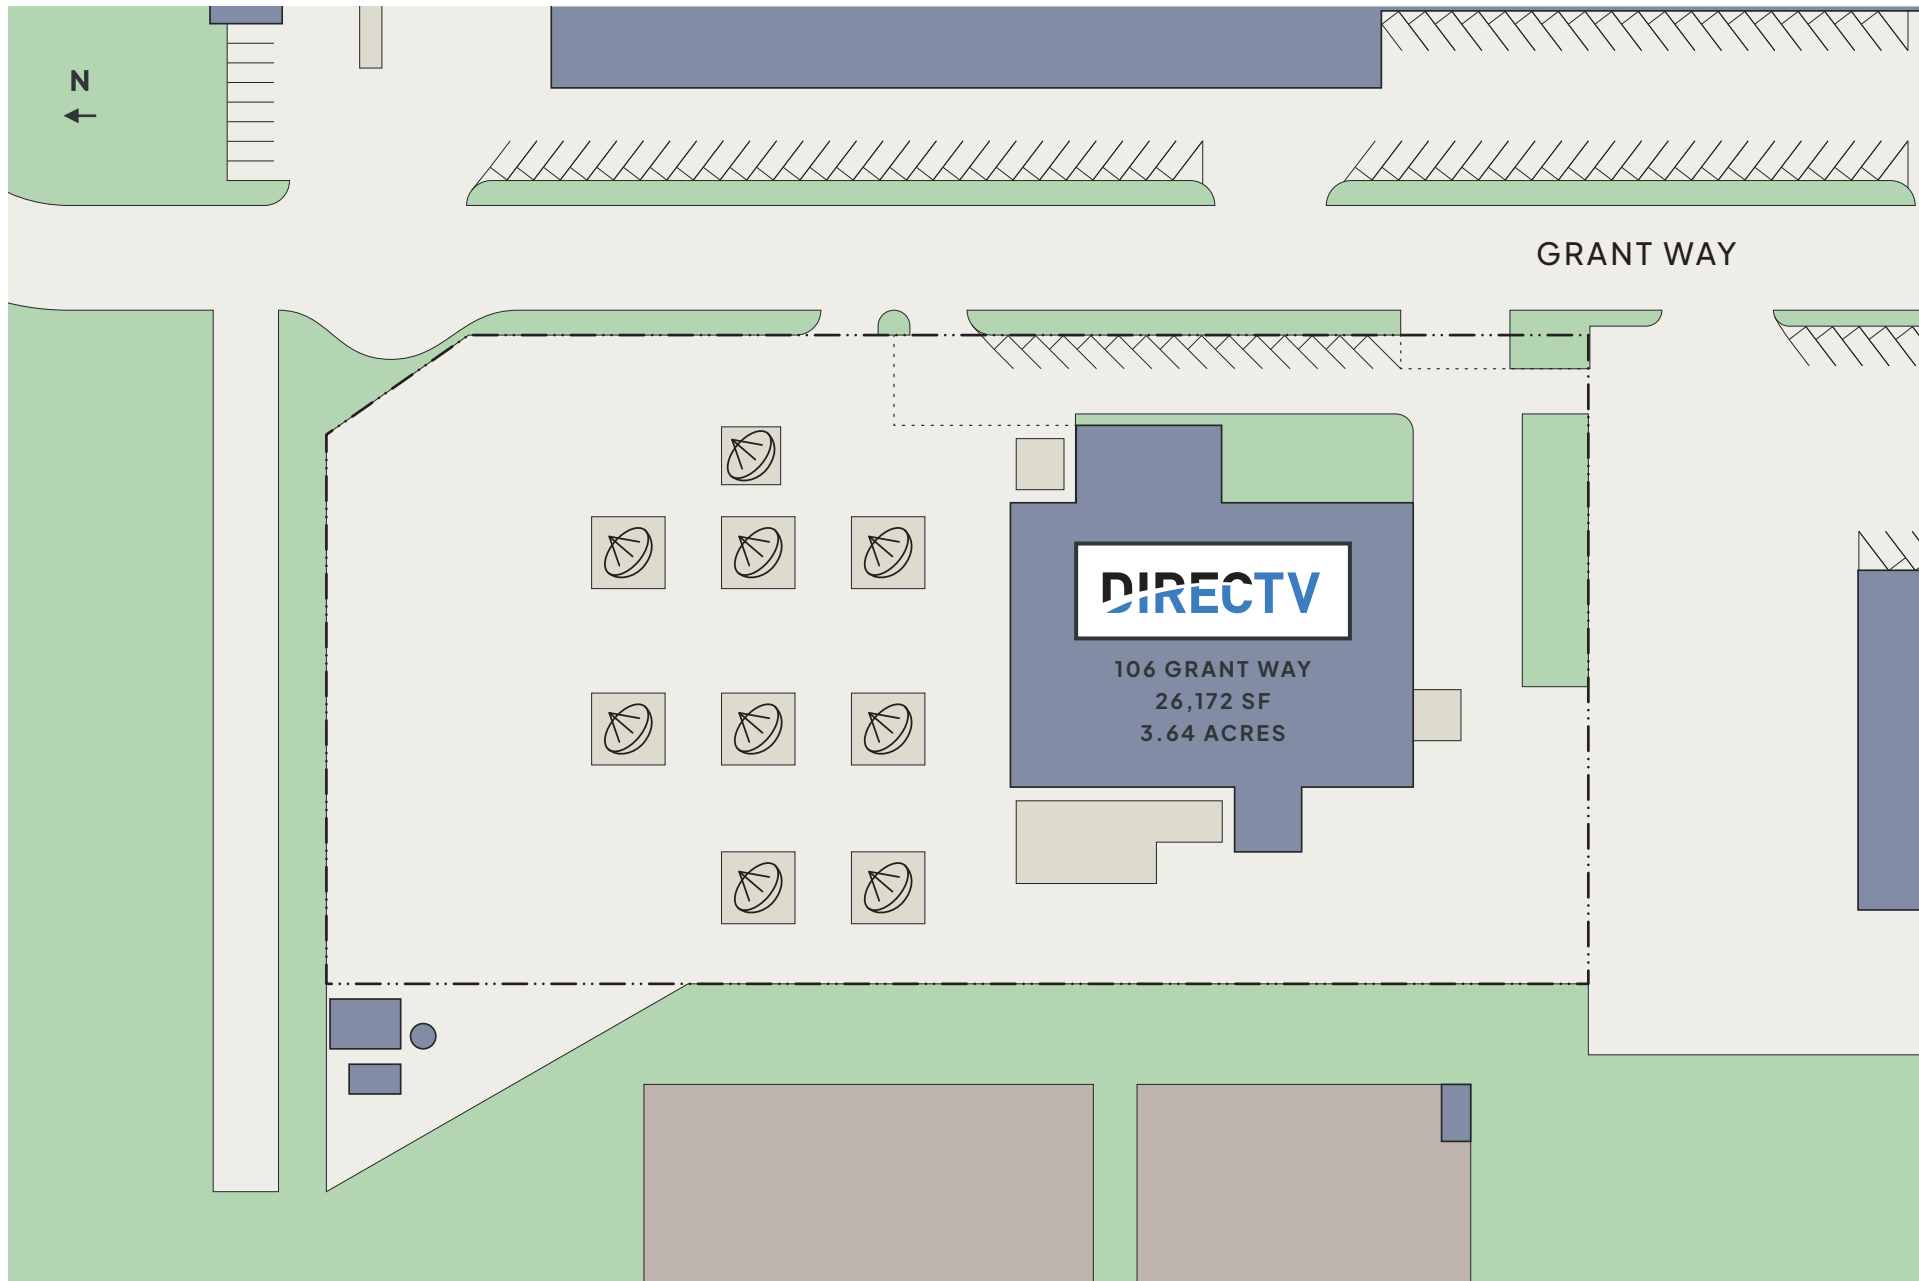 N
GRANT WAY
DIRECTV
106 GRANT WAY
26,172 SF
3.64 ACRES